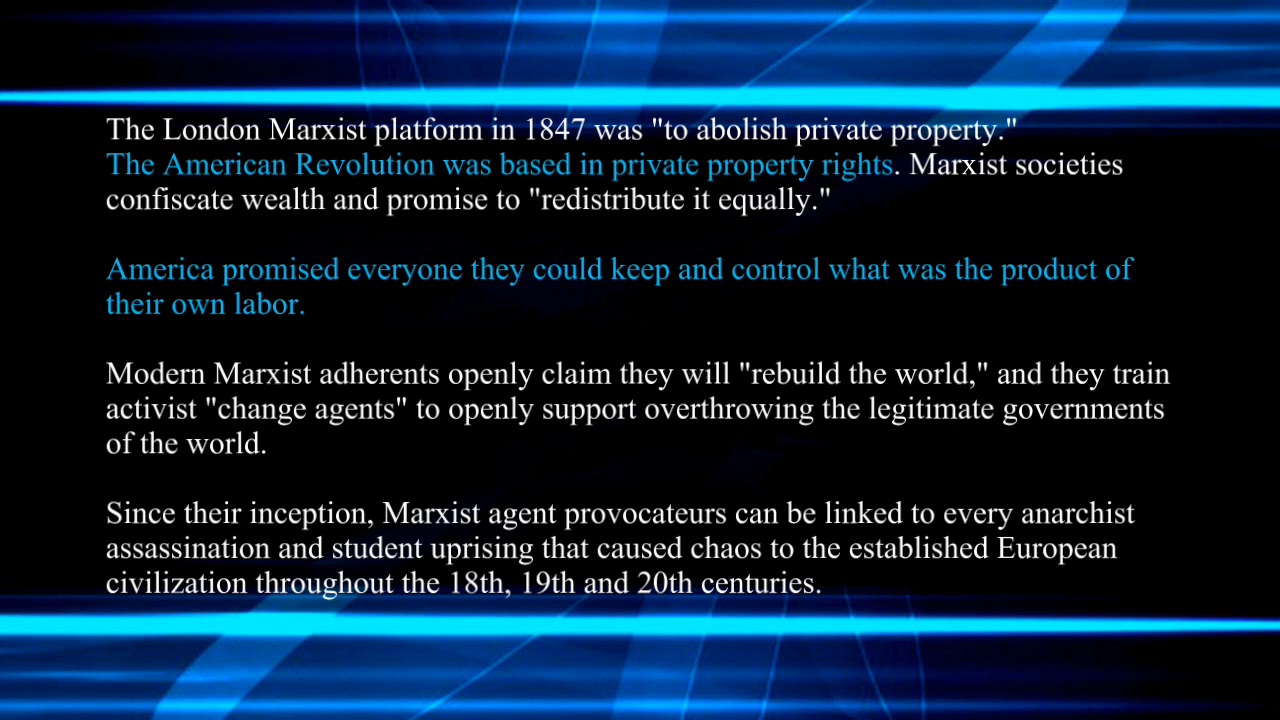 The London Marxist platform in 1847 was "to abolish private property."
The American Revolution was based in private property rights. Marxist societies
confiscate wealth and promise to "redistribute it equally."
America promised everyone they could keep and control what was the product of
their own labor.
Modern Marxist adherents openly claim they will "rebuild the world," and they train
activist "change agents" to openly support overthrowing the legitimate governments
of the world.
Since their inception, Marxist agent provocateurs can be linked to every anarchist
assassination and student uprising that caused chaos to the established European
civilization throughout the 18th, 19th and 20th centuries.